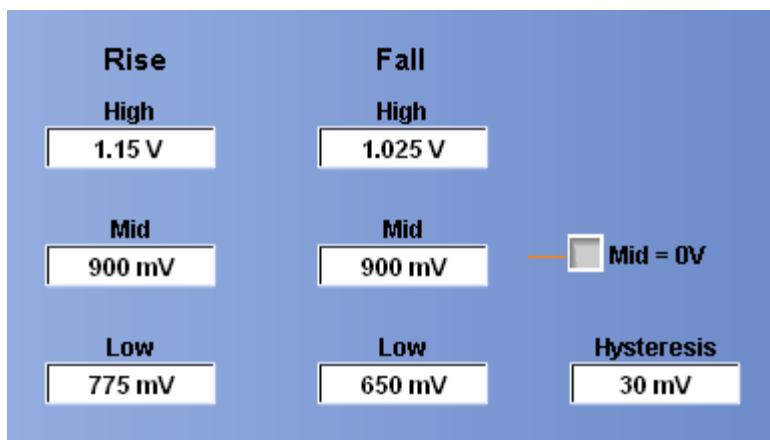 Rise Fall
High High
1.15 V 1.025 V
Mid Mid
900 mV 900 mV Mid = 0V
Low Low Hysteresis
775 mV 650 mV 30 mV